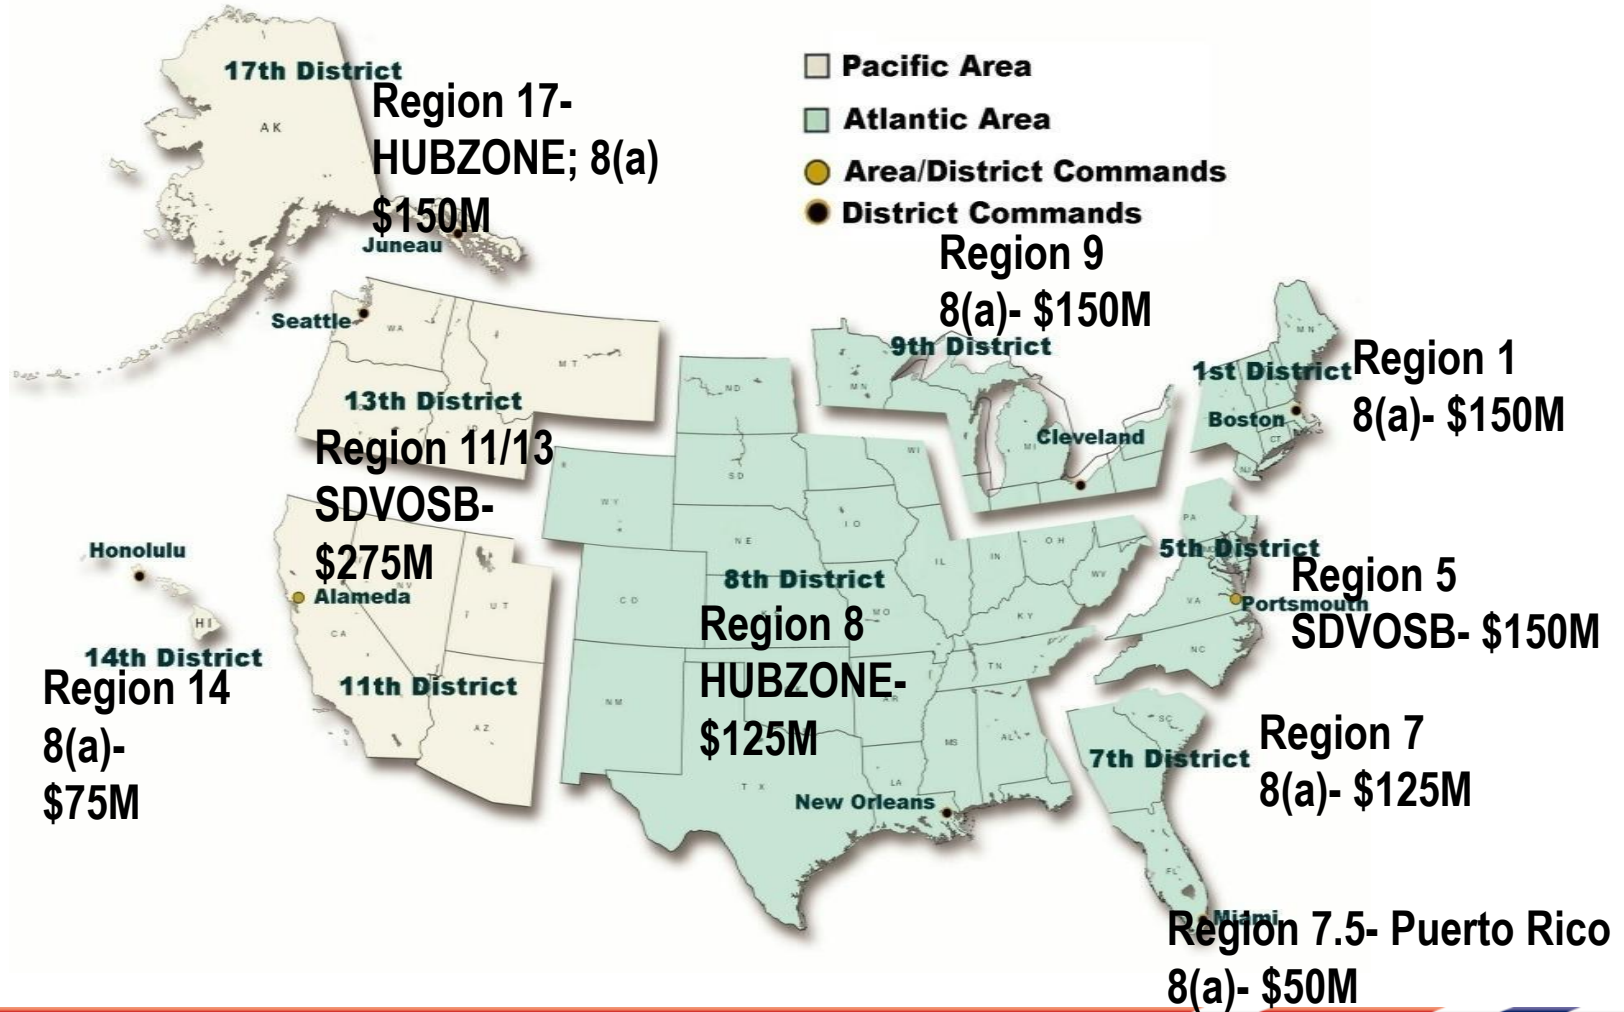 17th District
AK
Region 17-
HUBZONE; 8(a)
$150M
Juneau
Pacific Area
Atlantic Area
Area/District Commands
District Commands
Region 9
8(a)- $150M
9th District
MN
MI
Cleveland
WI
MN
1st District
Boston
CT
NJ
Region 1
8(a)- $150M
Seattle
WA
MT
13th District
Region 11/13
SDVOSB-
$275M
Honolulu
HI
14th District
Region 14
8(a)-
$75M
Alameda
NV
UT
CA
11th District
AZ
ND
SD
WY
NE
IO
IL
IN
OH
WV
CO
8th District
MO
KY
Region 8
HUBZONE-
$125M
TN
NM
AR
MS
AL
TX
LA
New Orleans
PA
5th District
VA
Portsmouth
NC
Region 5
SDVOSB- $150M
SC
7th District
Region 7
8(a)- $125M
FL
Miami
Region 7.5- Puerto Rico
8(a)- $50M